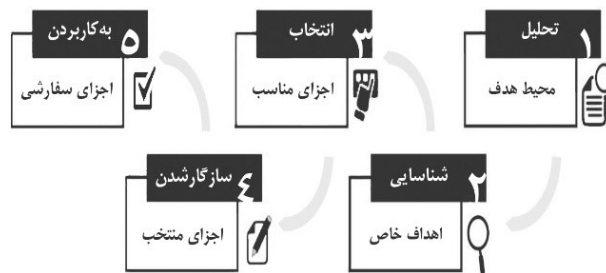 ۱ تحلیل
محیط هدف
۲ شناسایی
اهداف خاص
۳ انتخاب
اجزای مناسب
۴ سازگارشدن
اجزای منتخب
۵ به‌کاربردن
اجزای سفارشی